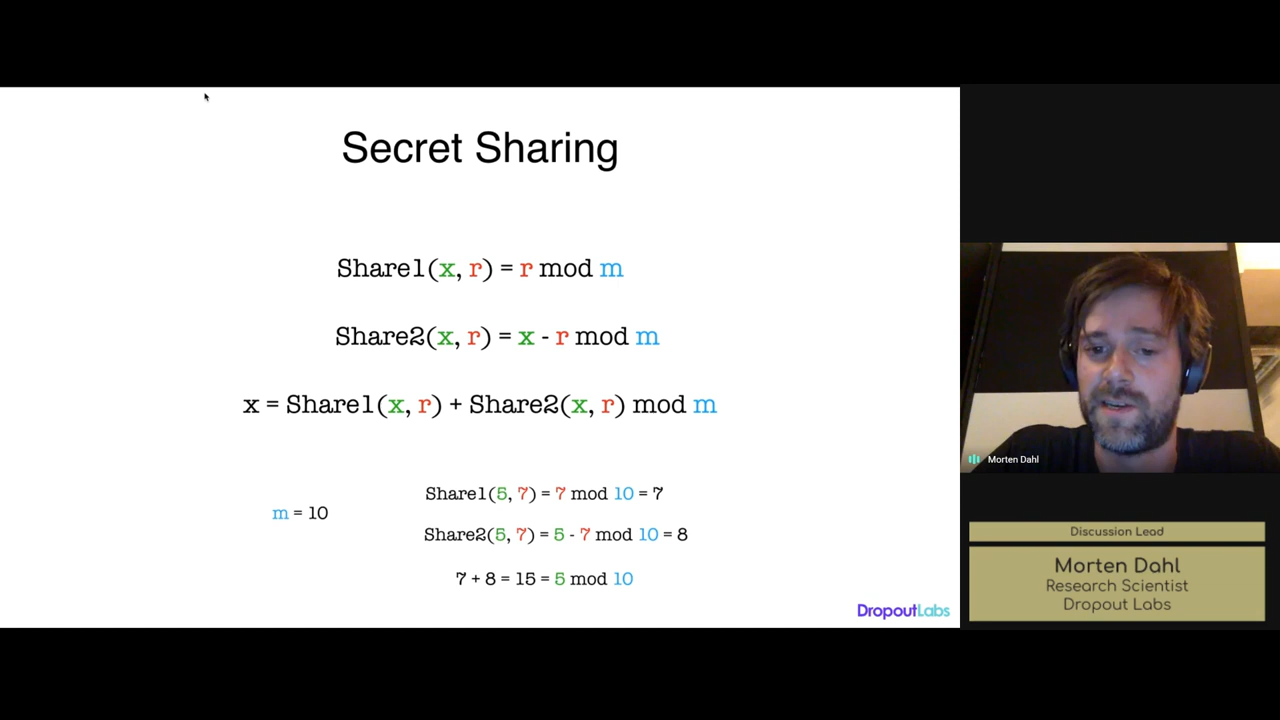 Secret Sharing
Share1(x, r) = r mod m
Share2(x, r) = x - r mod m
x = Share1(x, r) + Share2(x, r) mod m
m = 10
Share1(5, 7) = 7 mod 10 = 7
Share2(5, 7) = 5 - 7 mod 10 = 8
7 + 8 = 15 = 5 mod 10
DropoutLabs
Morten Dahl
Discussion Lead
Morten Dahl
Research Scientist
Dropout Labs